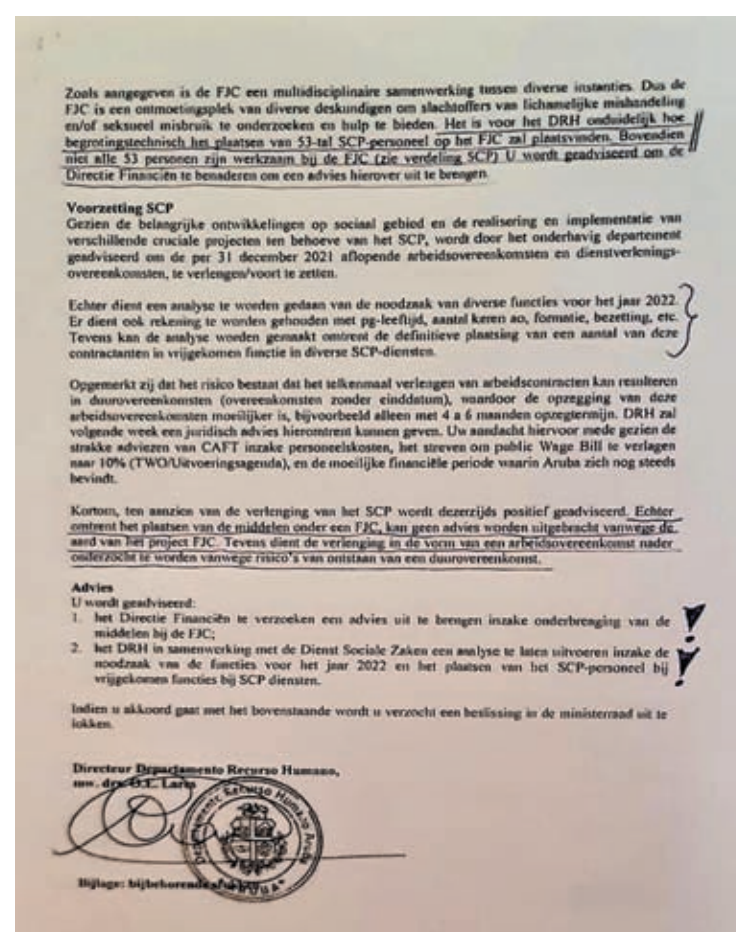 Zoals aangegeven is de FJC een multidisciplinaire samenwerking tussen diverse instanties. Dus de
FJC is een ontmoetingsplek van diverse deskundigen om slachtoffers van lichamelijke mishandeling
en/of seksueel misbruik te onderzoeken en hulp te bieden. Het is voor het DRH onduidelijk hoe
begrotingstechnisch het plaatsen van 53-tal SCP-personeel op het FJC zal plaatsvinden. Bovendien
niet alle 53 personen zijn werkzaam bij de FJC (zie verdeling SCP) U wordt geadviseerd om de
Directie Financiën te benaderen om een advies hierover uit te brengen.
Voorzetting SCP
Gezien de belangrijke ontwikkelingen op sociaal gebied en de realisering en implementatie van
verschillende cruciale projecten ten behoeve van het SCP, wordt door het onderhavig departement
geadviseerd om de per 31 december 2021 aflopende arbeidsovereenkomsten en dienstverlenings-
overeenkomsten, te verlengen/voort te zetten.
Echter dient een analyse te worden gedaan van de noodzaak van diverse functies voor het jaar 2022.
Er dient ook rekening te worden gehouden met pg-leeftijd, aantal keren ao, formatie, bezetting, etc.
Tevens kan de analyse worden gemaakt omtrent de definitieve plaatsing van een aantal van deze
contractanten in vrijgekomen functie in diverse SCP-diensten.
Opgemerkt zij dat het risico bestaat dat het telkenmaal verlengen van arbeidscontracten kan resulteren
in duurovereenkomsten (overeenkomsten zonder einddatum), waardoor de opzegging van deze
arbeidsovereenkomsten moeilijker is, bijvoorbeeld alleen met 4 a 6 maanden opzegtermijn. DRH zal
volgende week een juridisch advies hieromtrent kunnen geven. Uw aandacht hiervoor mede gezien de
strakke adviezen van CAFT inzake personeelskosten, het streven om public Wage Bill te verlagen
naar 10% (TWO/Uitvoeringsagenda), en de moeilijke financiële periode waarin Aruba zich nog steeds
bevindt.
Kortom, ten aanzien van de verlenging van het SCP wordt dezerzijds positief geadviseerd. Echter
omtrent het plaatsen van de middelen onder een FJC, kan geen advies worden uitgebracht vanwege de
aard van het project FJC. Tevens dient de verlenging in de vorm van een arbeidsovereenkomst nader
onderzocht te worden vanwege risico's van ontstaan van een duurovereenkomst.
Advies
U wordt geadviseerd:
1. het Directie Financiën te verzoeken een advies uit te brengen inzake onderbrenging van de
middelen bij de FJC;
2. het DRH in samenwerking met de Dienst Sociale Zaken een analyse te laten uitvoeren inzake de
noodzaak van de functies voor het jaar 2022 en het plaatsen van het SCP-personeel bij
vrijgekomen functies bij SCP diensten.
Indien u akkoord gaat met het bovenstaande wordt u verzocht een beslissing in de ministerraad uit te
lokken.
Directeur Departamento Recurso Humano,
mw. drs.
Departamento Recurso Humano Aruba
Bijlage: bijbehorende